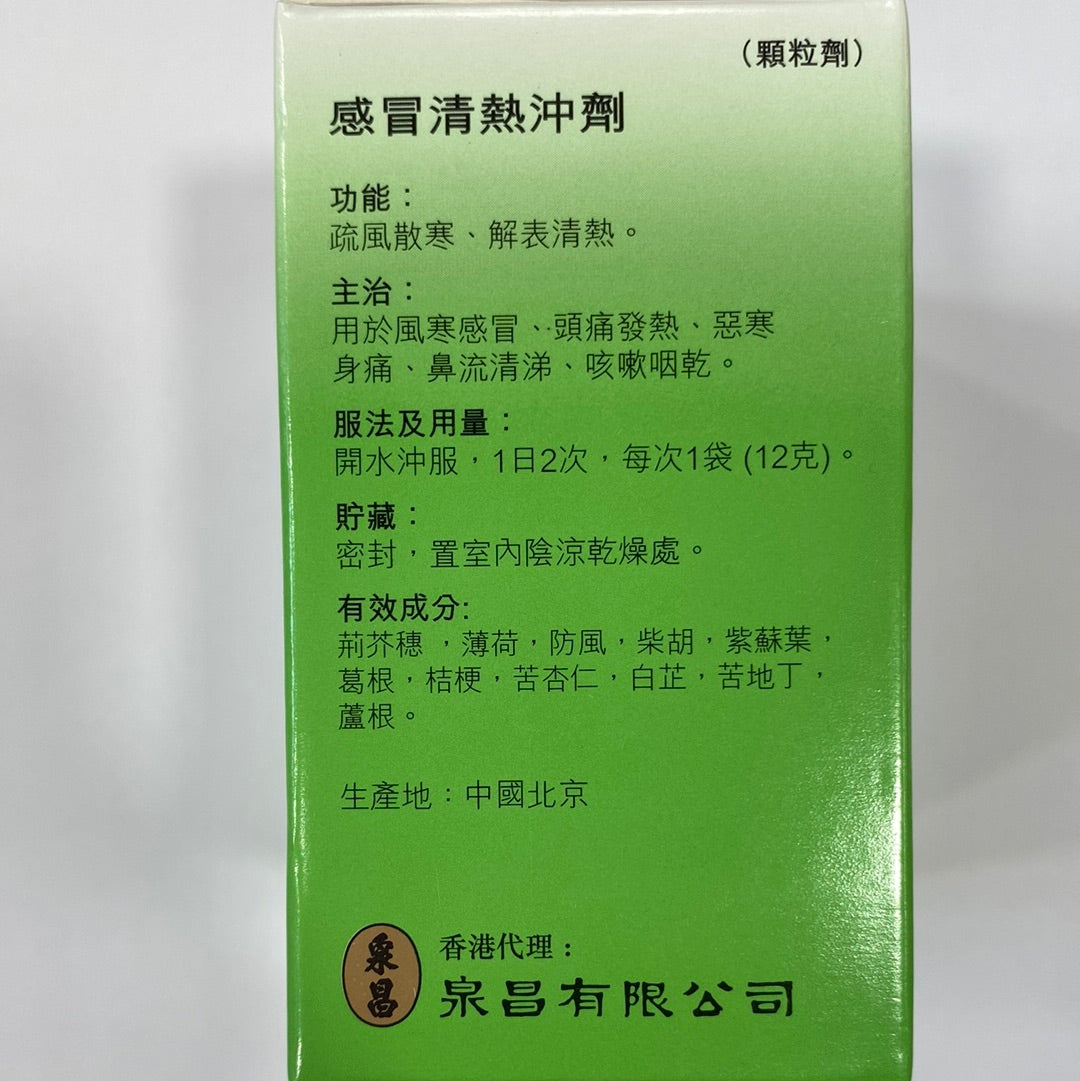 （顆粒劑）
感冒清熱沖劑
功能：
疏風散寒、解表清熱。
主治：
用於風寒感冒、頭痛發熱、惡寒
身痛、鼻流清涕、咳嗽咽乾。
服法及用量：
開水沖服，1日2次，每次1袋 (12克)。
貯藏：
密封，置室內陰涼乾燥處。
有效成分:
荊芥穗，薄荷，防風，柴胡，紫蘇葉，
葛根，桔梗，苦杏仁，白芷，苦地丁，
蘆根。
生產地：中國北京
泉昌
香港代理：
泉昌有限公司